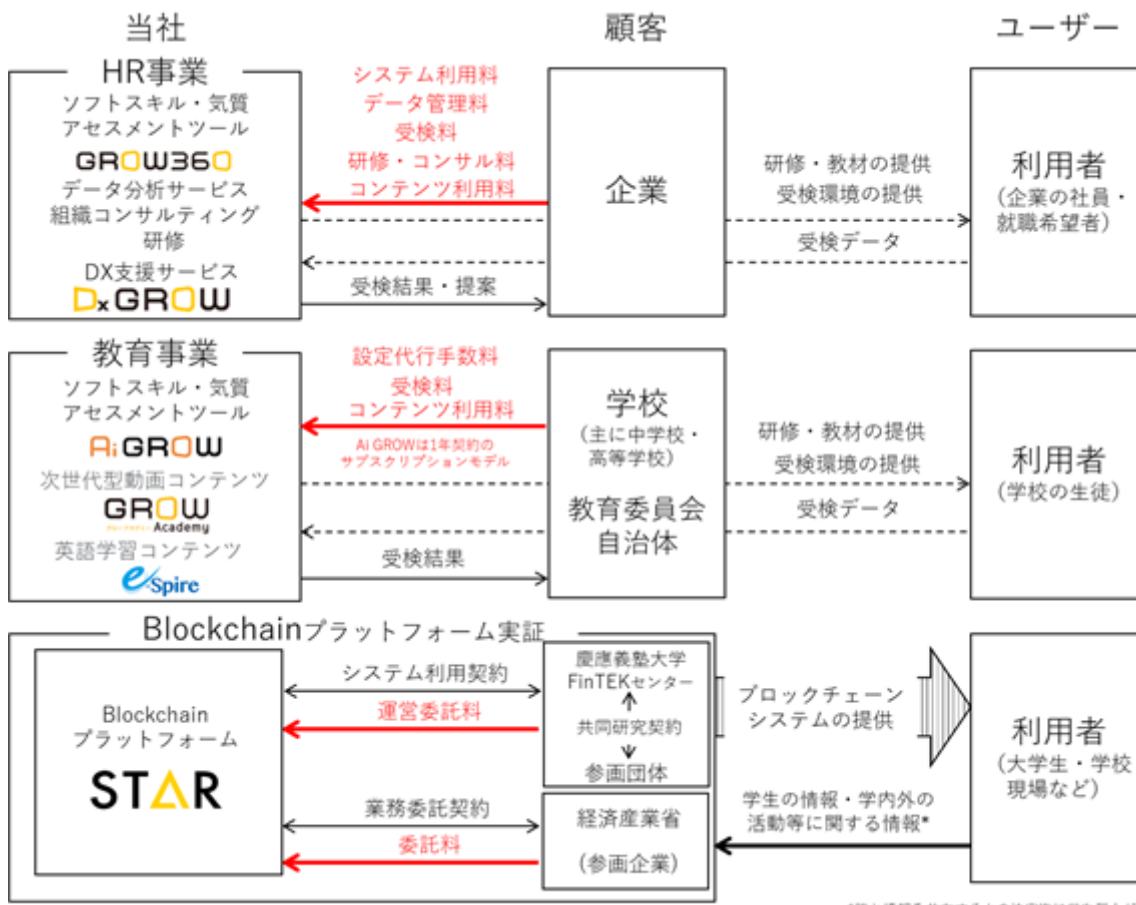 当社
顧客
ユーザー
HR事業
ソフトスキル・気質
アセスメントツール
GROW360
データ分析サービス
組織コンサルティング
研修
DX支援サービス
DxGROW
システム利用料
データ管理料
受検料
研修・コンサル料
コンテンツ利用料
受検結果・提案
企業
研修・教材の提供
受検環境の提供
受検データ
利用者
(企業の社員・
就職希望者)
教育事業
ソフトスキル・気質
アセスメントツール
Ai GROW
次世代型動画コンテンツ
GROW
Academy
英語学習コンテンツ
e-Spire
設定代行手数料
受検料
コンテンツ利用料
Ai GROWは1年契約の
サブスクリプションモデル
受検結果
学校
(主に中学校・
高等学校)
教育委員会
自治体
研修・教材の提供
受検環境の提供
受検データ
利用者
(学校の生徒)
Blockchainプラットフォーム実証
Blockchain
プラットフォーム
STAR
システム利用契約
運営委託料
業務委託契約
委託料
慶應義塾大学
FinTEKセンター
共同研究契約
参画団体
経済産業省
(参画企業)
ブロックチェーン
システムの提供
学生の情報・学内外の
活動等に関する情報*
利用者
(大学生・学校
現場など)